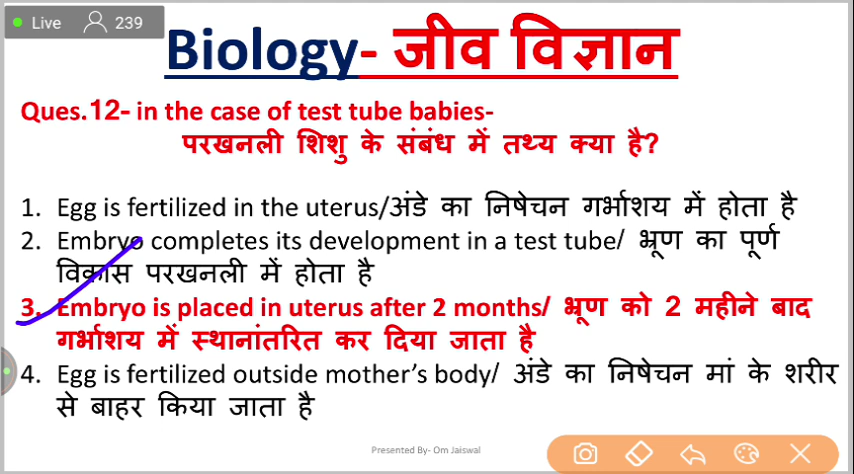 Live 239
Biology- जीव विज्ञान
Ques.12- in the case of test tube babies-
परखनली शिशु के संबंध में तथ्य क्या है?
1. Egg is fertilized in the uterus/अंडे का निषेचन गर्भाशय में होता है
2. Embryo completes its development in a test tube/ भ्रूण का पूर्ण
विकास परखनली में होता है
3. Embryo is placed in uterus after 2 months/ भ्रूण को 2 महीने बाद
गर्भाशय में स्थानांतरित कर दिया जाता है
4. Egg is fertilized outside mother's body/ अंडे का निषेचन मां के शरीर
से बाहर किया जाता है
Presented By- Om Jaiswal